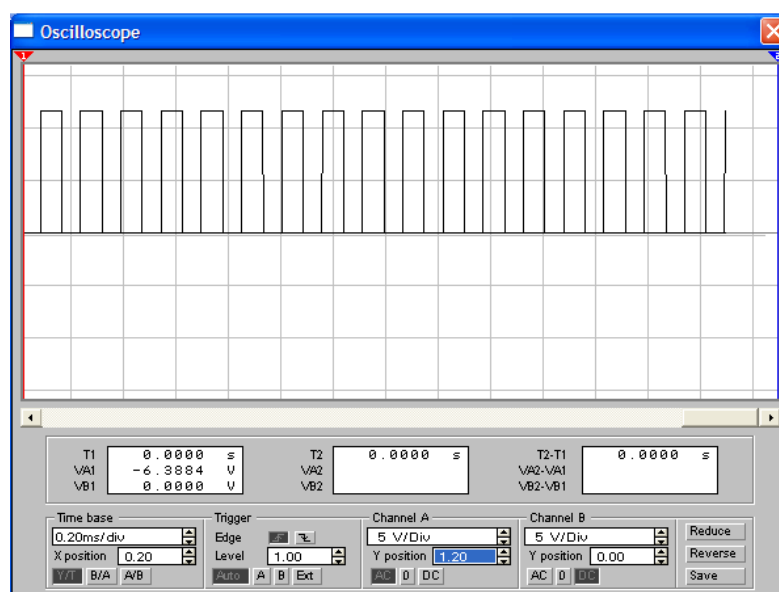 Oscilloscope
1
T1 0.0000 s T2 0.0000 s T2-T1 0.0000 s
VA1 -6.3884 V VA2 VA2-VA1
VB1 0.0000 V VB2 VB2-VB1
Time base Trigger Channel A Channel B
0.20ms/div Edge 5 V/Div 5 V/Div Reduce
X position 0.20 Level 1.00 Y position 1.20 Y position 0.00 Reverse
Y/T B/A A/B Auto A B Ext AC 0 DC AC 0 DC Save